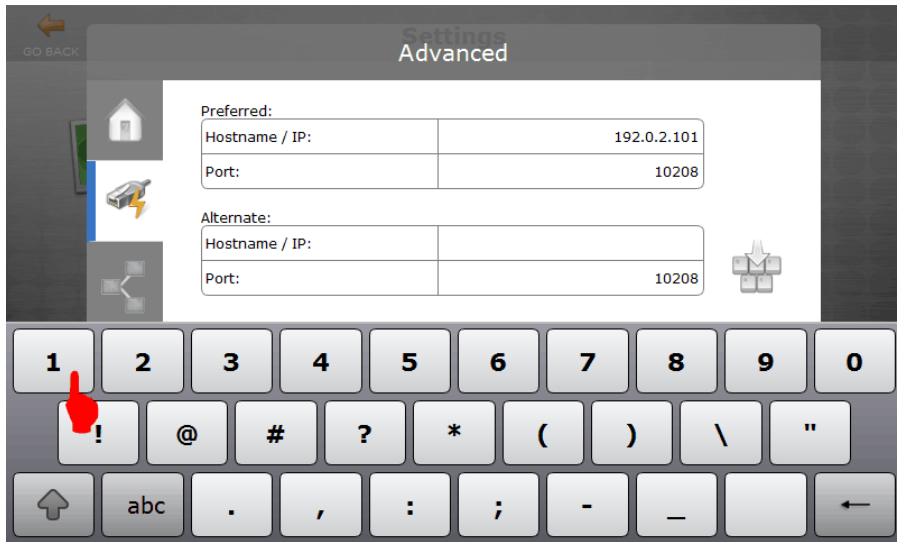 Settings
GO BACK
Advanced
Preferred:
Hostname / IP: 192.0.2.101
Port: 10208
Alternate:
Hostname / IP:
Port: 10208
1 2 3 4 5 6 7 8 9 0
! @ # ? * ( ) \ "
abc . , : ; - _